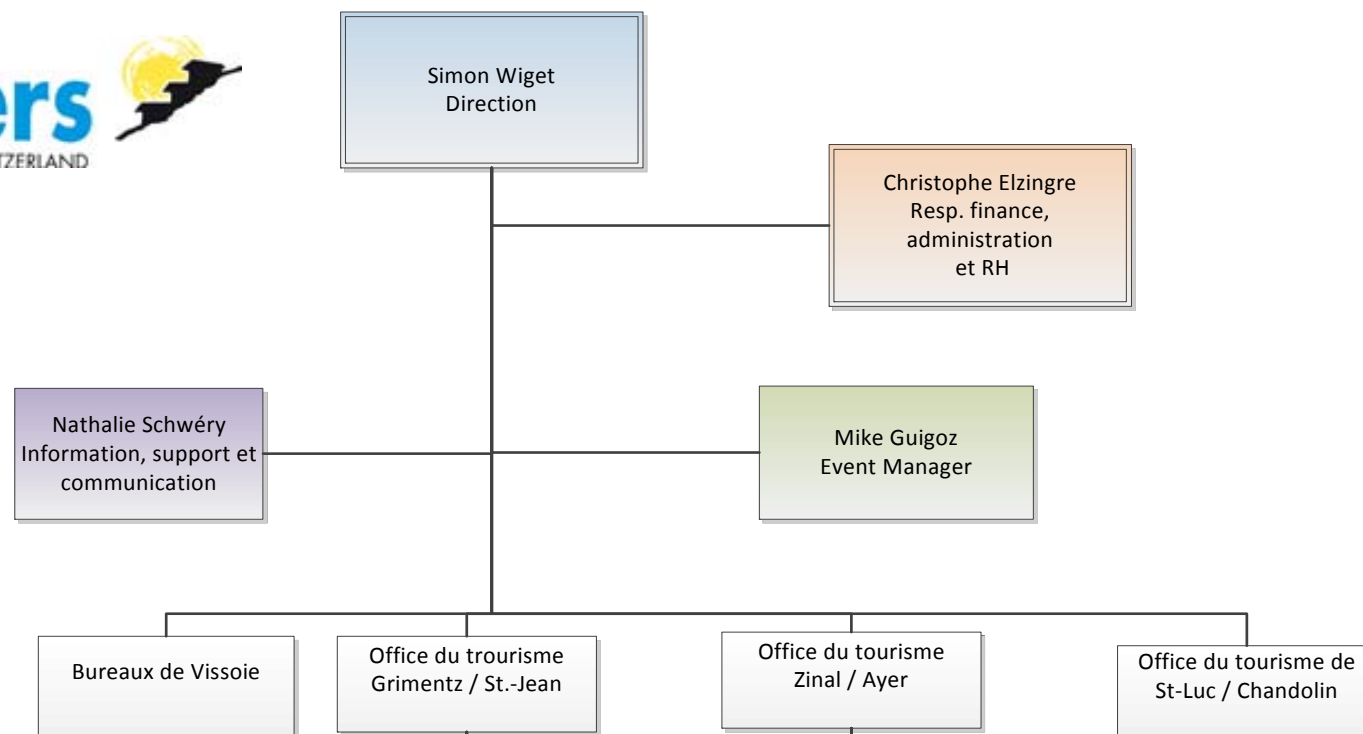 ers
TZERLAND
Simon Wiget
Direction
Christophe Elzingre
Resp. finance,
administration
et RH
Nathalie Schwéry
Information, support et
communication
Mike Guigoz
Event Manager
Bureaux de Vissoie
Office du trourisme
Grimentz / St.-Jean
Office du tourisme
Zinal / Ayer
Office du tourisme de
St-Luc / Chandolin